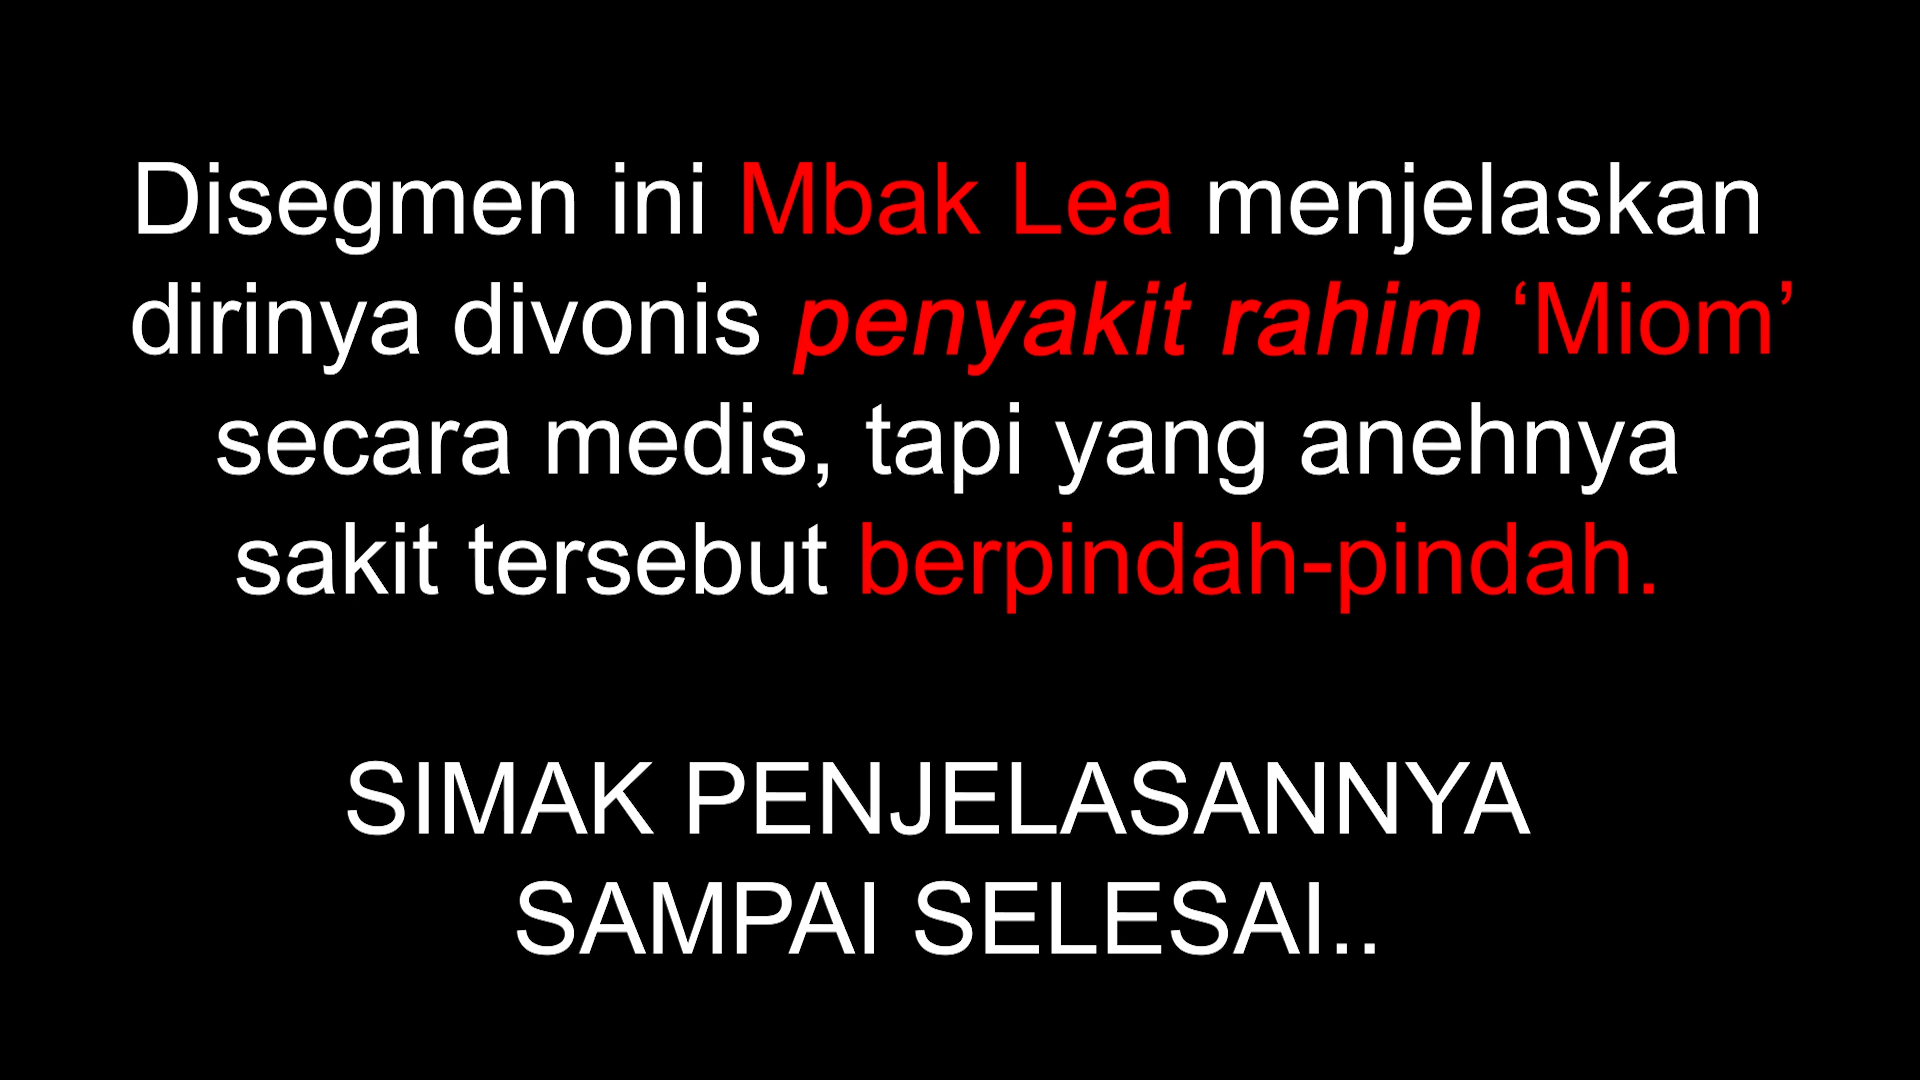 Disegmen ini Mbak Lea menjelaskan
dirinya divonis penyakit rahim ‘Miom’
secara medis, tapi yang anehnya
sakit tersebut berpindah-pindah.
SIMAK PENJELASANNYA
SAMPAI SELESAI..